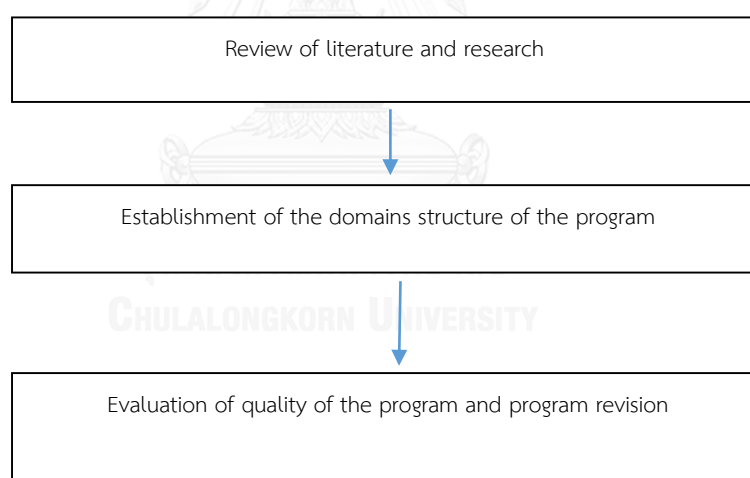 Review of literature and research
Establishment of the domains structure of the program
CHULALONGKORN UNIVERSITY
Evaluation of quality of the program and program revision